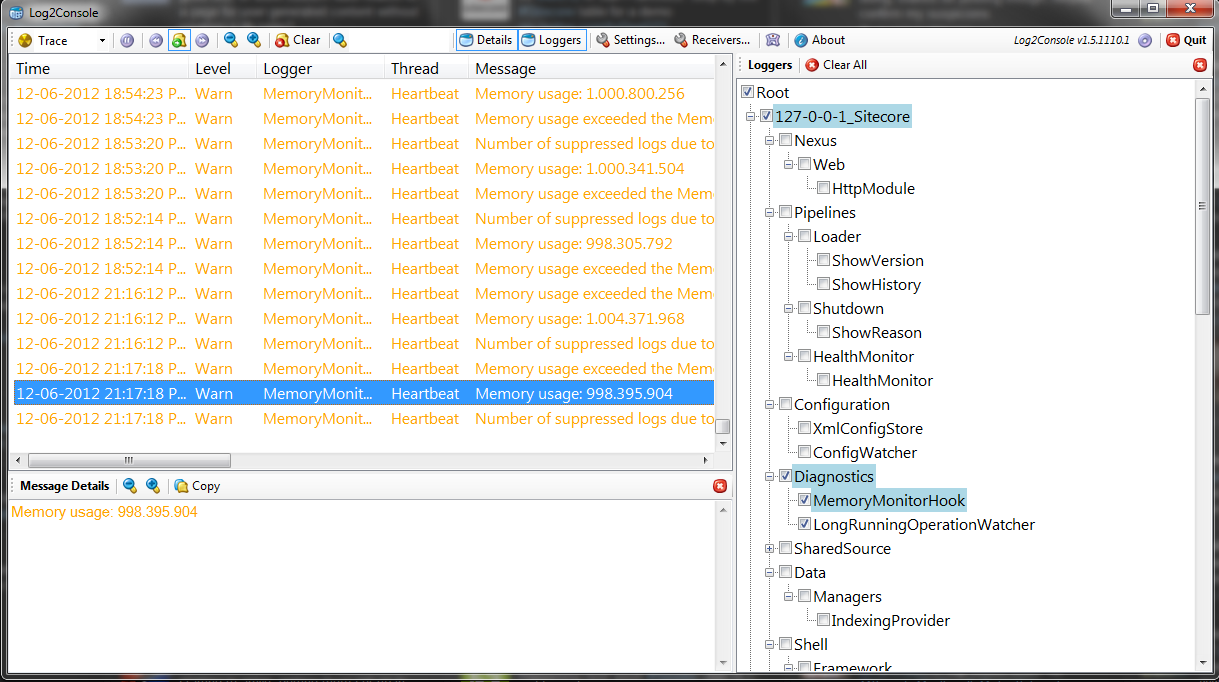 Log2Console
Trace Clear Details Loggers Settings... Receivers... About Log2Console v1.5.1110.1 Quit
Time Level Logger Thread Message
12-06-2012 18:54:23 P... Warn MemoryMonit... Heartbeat Memory usage: 1.000.800.256
12-06-2012 18:54:23 P... Warn MemoryMonit... Heartbeat Memory usage exceeded the Mem
12-06-2012 18:53:20 P... Warn MemoryMonit... Heartbeat Number of suppressed logs due to
12-06-2012 18:53:20 P... Warn MemoryMonit... Heartbeat Memory usage: 1.000.341.504
12-06-2012 18:53:20 P... Warn MemoryMonit... Heartbeat Memory usage exceeded the Mem
12-06-2012 18:52:14 P... Warn MemoryMonit... Heartbeat Number of suppressed logs due to
12-06-2012 18:52:14 P... Warn MemoryMonit... Heartbeat Memory usage: 998.305.792
12-06-2012 18:52:14 P... Warn MemoryMonit... Heartbeat Memory usage exceeded the Mem
12-06-2012 21:16:12 P... Warn MemoryMonit... Heartbeat Memory usage exceeded the Mem
12-06-2012 21:16:12 P... Warn MemoryMonit... Heartbeat Memory usage: 1.004.371.968
12-06-2012 21:16:12 P... Warn MemoryMonit... Heartbeat Number of suppressed logs due to
12-06-2012 21:17:18 P... Warn MemoryMonit... Heartbeat Memory usage exceeded the Mem
12-06-2012 21:17:18 P... Warn MemoryMonit... Heartbeat Memory usage: 998.395.904
12-06-2012 21:17:18 P... Warn MemoryMonit... Heartbeat Number of suppressed logs due to
Message Details Copy
Memory usage: 998.395.904
Loggers Clear All
Root
127-0-0-1_Sitecore
Nexus
Web
HttpModule
Pipelines
Loader
ShowVersion
ShowHistory
Shutdown
ShowReason
HealthMonitor
HealthMonitor
Configuration
XmlConfigStore
ConfigWatcher
Diagnostics
MemoryMonitorHook
LongRunningOperationWatcher
SharedSource
Data
Managers
IndexingProvider
Shell
Framework